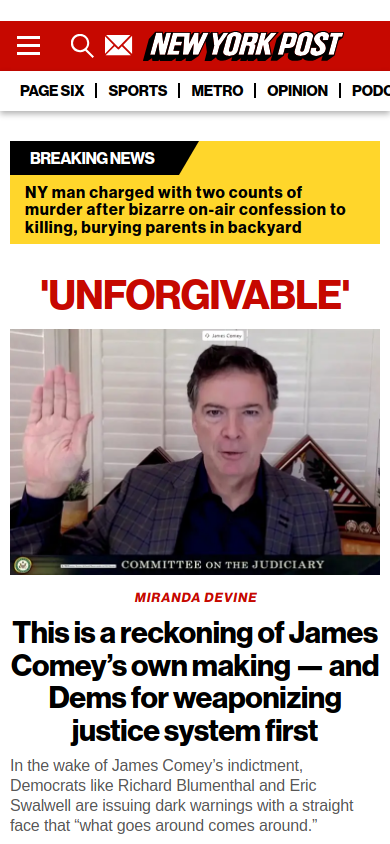 NEW YORK POST
PAGE SIX
SPORTS
METRO
OPINION
PODC
BREAKING NEWS
NY man charged with two counts of
murder after bizarre on-air confession to
killing, burying parents in backyard
'UNFORGIVABLE'
James Comey
COMMITTEE ON THE JUDICIARY
MIRANDA DEVINE
This is a reckoning of James
Comey’s own making — and
Dems for weaponizing
justice system first
In the wake of James Comey’s indictment,
Democrats like Richard Blumenthal and Eric
Swalwell are issuing dark warnings with a straight
face that “what goes around comes around.”